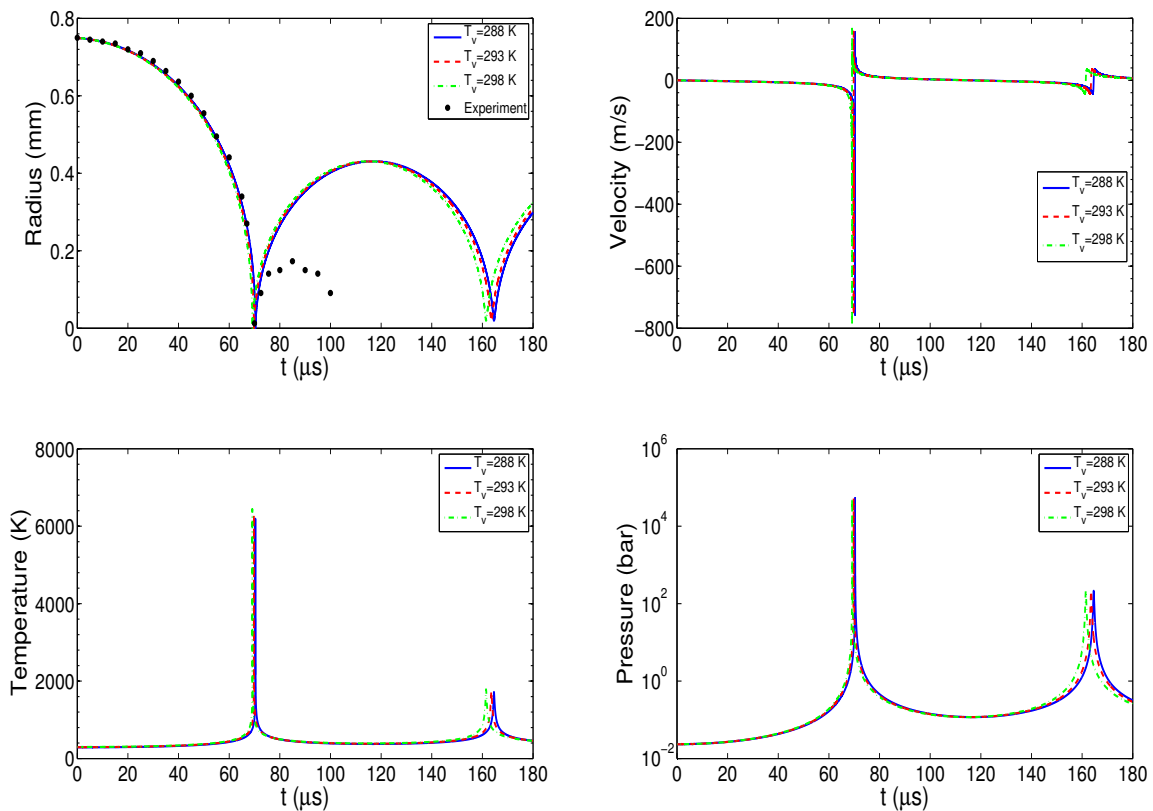 0.8
0.6
0.4
0.2
0
Radius (mm)
0 20 40 60 80 100 120 140 160 180
t (μs)
T_v=288 K
T_v=293 K
T_v=298 K
Experiment
200
0
−200
−400
−600
−800
Velocity (m/s)
0 20 40 60 80 100 120 140 160 180
t (μs)
T_v=288 K
T_v=293 K
T_v=298 K
8000
6000
4000
2000
0
Temperature (K)
0 20 40 60 80 100 120 140 160 180
t (μs)
T_v=288 K
T_v=293 K
T_v=298 K
10^6
10^4
10^2
10^0
10^−2
Pressure (bar)
0 20 40 60 80 100 120 140 160 180
t (μs)
T_v=288 K
T_v=293 K
T_v=298 K